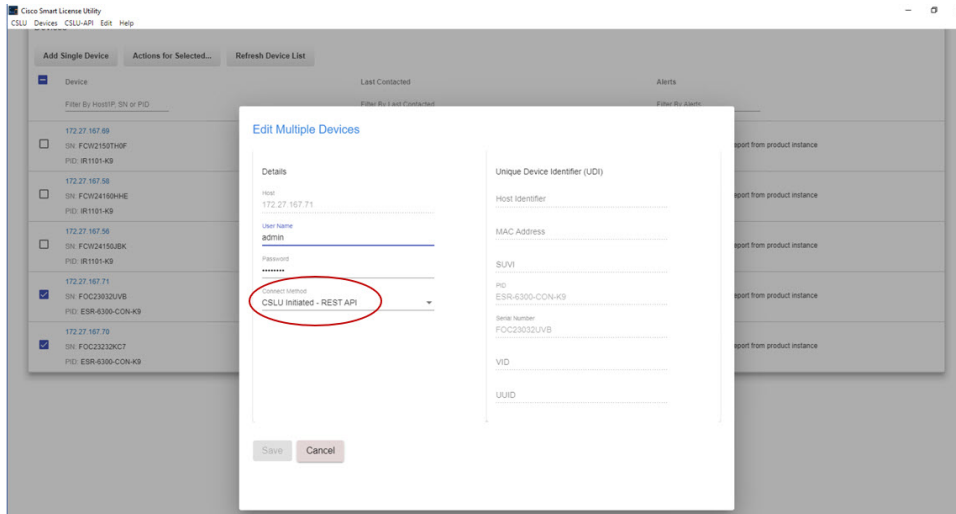 Cisco Smart License Utility
CSLU Devices CSLU-API Edit Help
Devices
Add Single Device Actions for Selected... Refresh Device List
Device Last Contacted Alerts
Filter By Host/IP, SN or PID Filter By Last Contacted Filter By Alerts
172.27.167.69
SN: FCW2150TH0F
PID: IR1101-K9
eport from product instance
172.27.167.58
SN: FCW24160HHE
PID: IR1101-K9
eport from product instance
172.27.167.56
SN: FCW24150JBK
PID: IR1101-K9
eport from product instance
172.27.167.71
SN: FOC23032UVB
PID: ESR-6300-CON-K9
eport from product instance
172.27.167.70
SN: FOC23232KC7
PID: ESR-6300-CON-K9
eport from product instance
Edit Multiple Devices
Details
Host
172.27.167.71
User Name
admin
Password
••••••••
Connect Method
CSLU Initiated - REST API
Unique Device Identifier (UDI)
Host Identifier
MAC Address
SUVI
PID
ESR-6300-CON-K9
Serial Number
FOC23032UVB
VID
UUID
Save Cancel